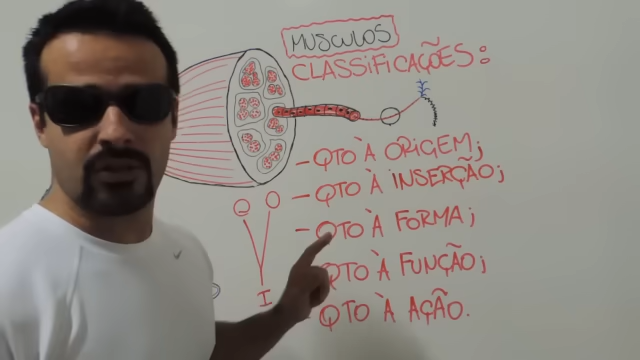 MUSCULOS
CLASSIFICAÇÕES:
- QTO À ORIGEM;
- QTO À INSERÇÃO;
- QTO À FORMA;
QTO À FUNÇÃO;
- QTO À AÇÃO.
O O
I